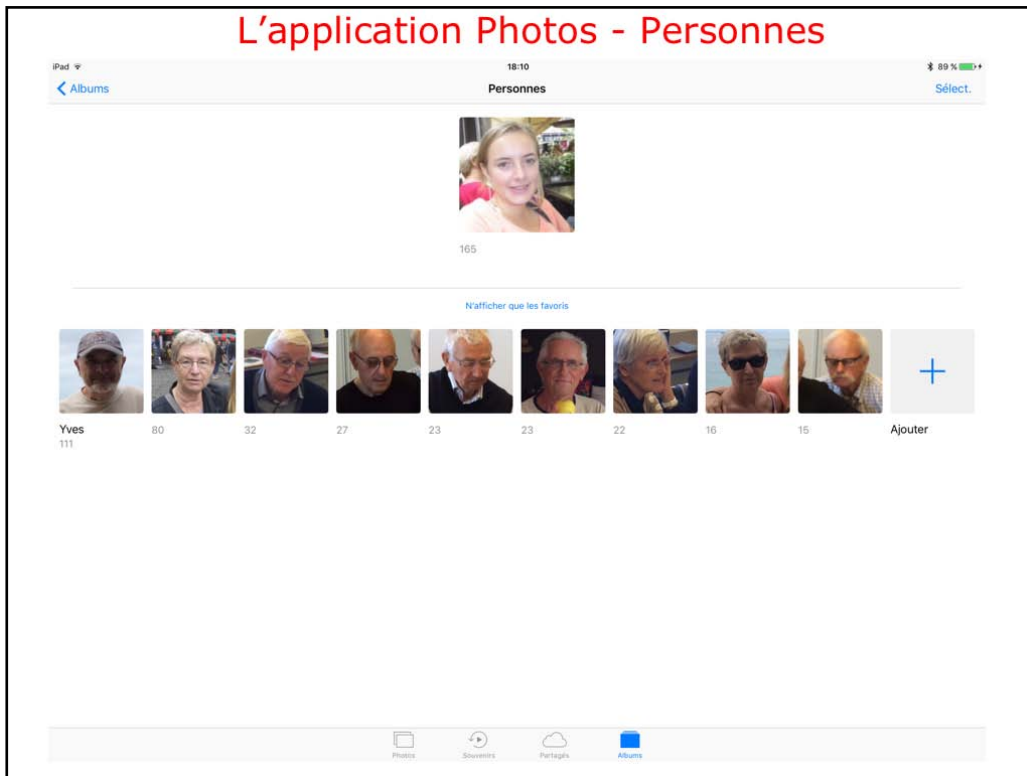 L'application Photos - Personnes
iPad 18:10 89 %
Albums Personnes Sélect.
165
N'afficher que les favoris
Yves 80 32 27 23 23 22 16 15 Ajouter
111
Photos Souvenirs Partagés Albums